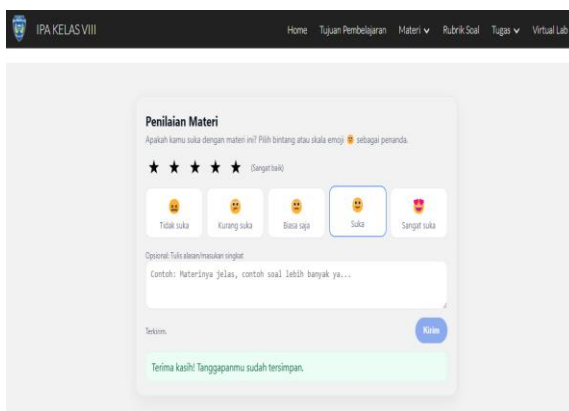 IPA KELAS VIII Home Tujuan Pembelajaran Materi Rubrik Soal Tugas Virtual Lab
Penilaian Materi
Apakah kamu suka dengan materi ini? Pilih bintang atau skala emoji 😊 sebagai penanda.
★ ★ ★ ★ ★ (Sangat baik)
Tidak suka Kurang suka Biasa saja Suka Sangat suka
Opsional: Tulis alasan/masukan singkat
Contoh: Materinya jelas, contoh soal lebih banyak ya...
Terkirim. Kirim
Terima kasih! Tanggapanmu sudah tersimpan.